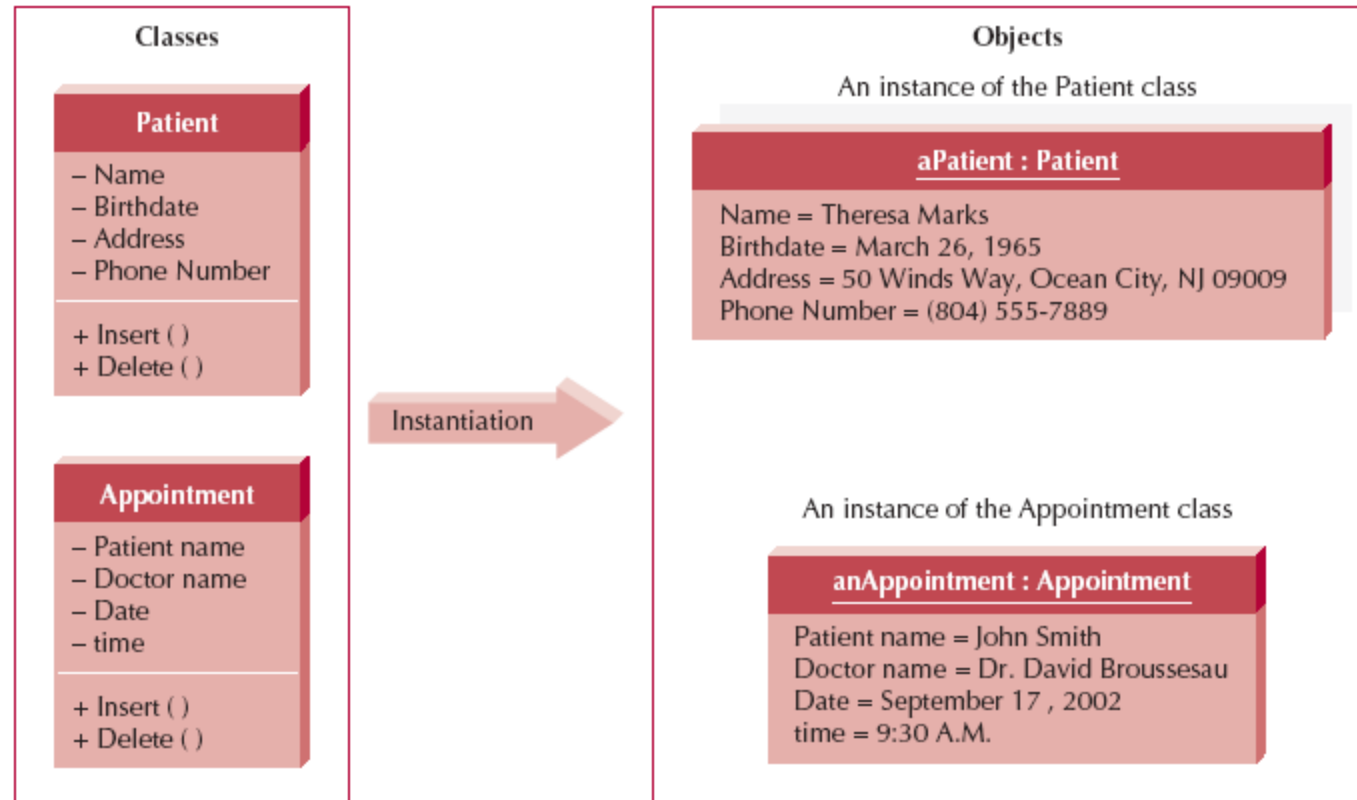 Classes
Patient
– Name
– Birthdate
– Address
– Phone Number
+ Insert ( )
+ Delete ( )
Appointment
– Patient name
– Doctor name
– Date
– time
+ Insert ( )
+ Delete ( )
Instantiation
Objects
An instance of the Patient class
aPatient : Patient
Name = Theresa Marks
Birthdate = March 26, 1965
Address = 50 Winds Way, Ocean City, NJ 09009
Phone Number = (804) 555-7889
An instance of the Appointment class
anAppointment : Appointment
Patient name = John Smith
Doctor name = Dr. David Broussesau
Date = September 17 , 2002
time = 9:30 A.M.